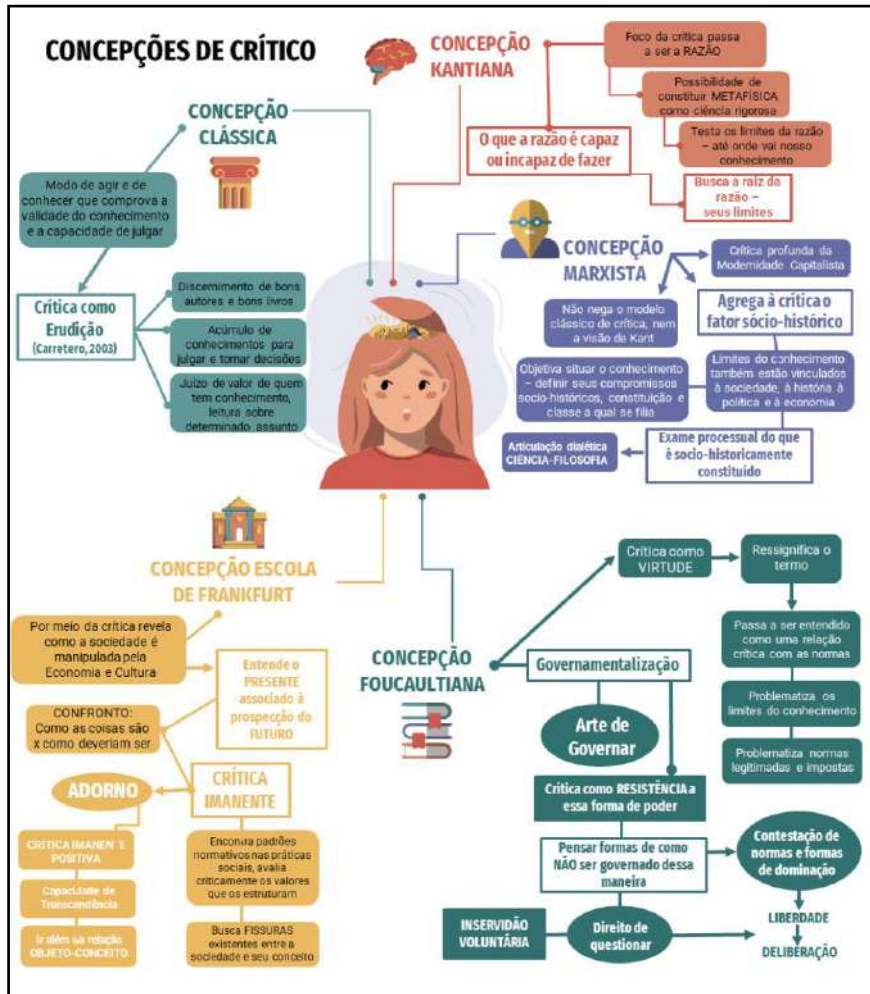 CONCEPÇÕES DE CRÍTICO
CONCEPÇÃO
KANTIANA
Foco da crítica passa
a ser a RAZÃO
Possibilidade de
constituir METAFÍSICA
como ciência rigorosa
Testa os limites da razão
– até onde vai nosso
conhecimento
O que a razão é capaz
ou incapaz de fazer
Busca a raiz da
razão –
seus limites
CONCEPÇÃO
CLÁSSICA
Modo de agir e de
conhecer que comprova a
validade do conhecimento
e a capacidade de julgar
Crítica como
Erudição
(Carretero, 2003)
Discernimento de bons
autores e bons livros
Acúmulo de
conhecimentos para
julgar e tomar decisões
Juízo de valor de quem
tem conhecimento,
leitura sobre
determinado assunto
CONCEPÇÃO
MARXISTA
Crítica profunda da
Modernidade Capitalista
Não nega o modelo
clássico de crítica, nem
a visão de Kant
Agrega à crítica o
fator sócio-histórico
Objetiva situar o conhecimento
– definir seus compromissos
socio-históricos, constituição e
classe a qual se filia
Limites do conhecimento
também estão vinculados
à sociedade, à história à
política e à economia
Articulação dialética
CIÊNCIA-FILOSOFIA
Exame processual do que
é socio-historicamente
constituído
CONCEPÇÃO ESCOLA
DE FRANKFURT
Por meio da crítica revela
como a sociedade é
manipulada pela
Economia e Cultura
Entende o
PRESENTE
associado à
prospecção do
FUTURO
CONFRONTO:
Como as coisas são
x como deveriam ser
ADORNO
CRÍTICA
IMANENTE
CRÍTICA IMANEN E
POSITIVA
Capacidade de
Transcendência
Ir além da relação
OBJETO-CONCEITO
Encontra padrões
normativos nas práticas
sociais, avalia
criticamente os valores
que os estruturam
Busca FISSURAS
existentes entre a
sociedade e seu conceito
CONCEPÇÃO
FOUCAULTIANA
Crítica como
VIRTUDE
Ressignifica o
termo
Passa a ser entendido
como uma relação
crítica com as normas
Problematiza os
limites do conhecimento
Problematiza normas
legitimadas e impostas
Governamentalização
Arte de
Governar
Crítica como RESISTÊNCIA a
essa forma de poder
Pensar formas de como
NÃO ser governado dessa
maneira
Contestação de
normas e formas
de dominação
INSERVIDÃO
VOLUNTÁRIA
Direito de
questionar
LIBERDADE
DELIBERAÇÃO